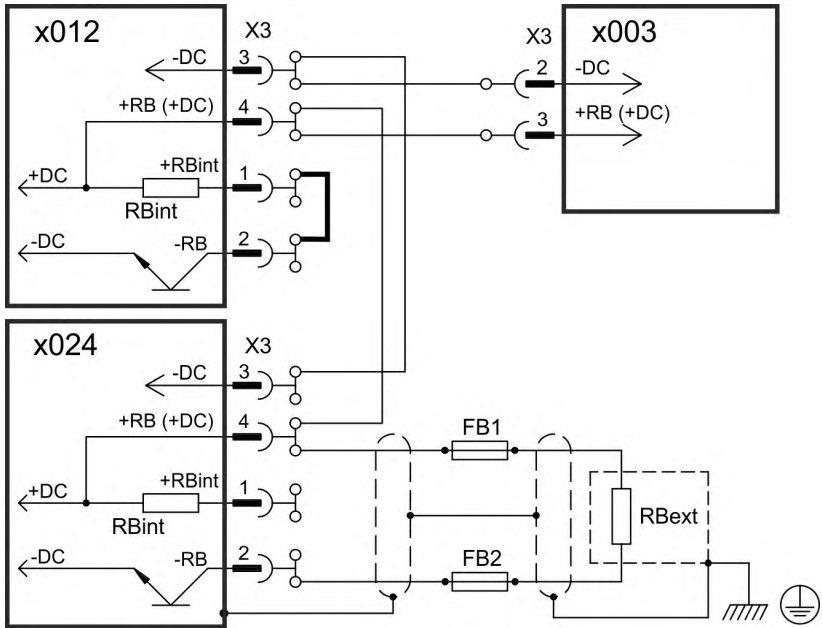 x012
X3
3
-DC
+RB (+DC)
4
+DC
+RBint
1
RBint
-DC
-RB
2
X3
x003
2
-DC
3
+RB (+DC)
x024
X3
-DC
3
+RB (+DC)
4
+DC
+RBint
1
RBint
-DC
-RB
2
FB1
RBext
FB2